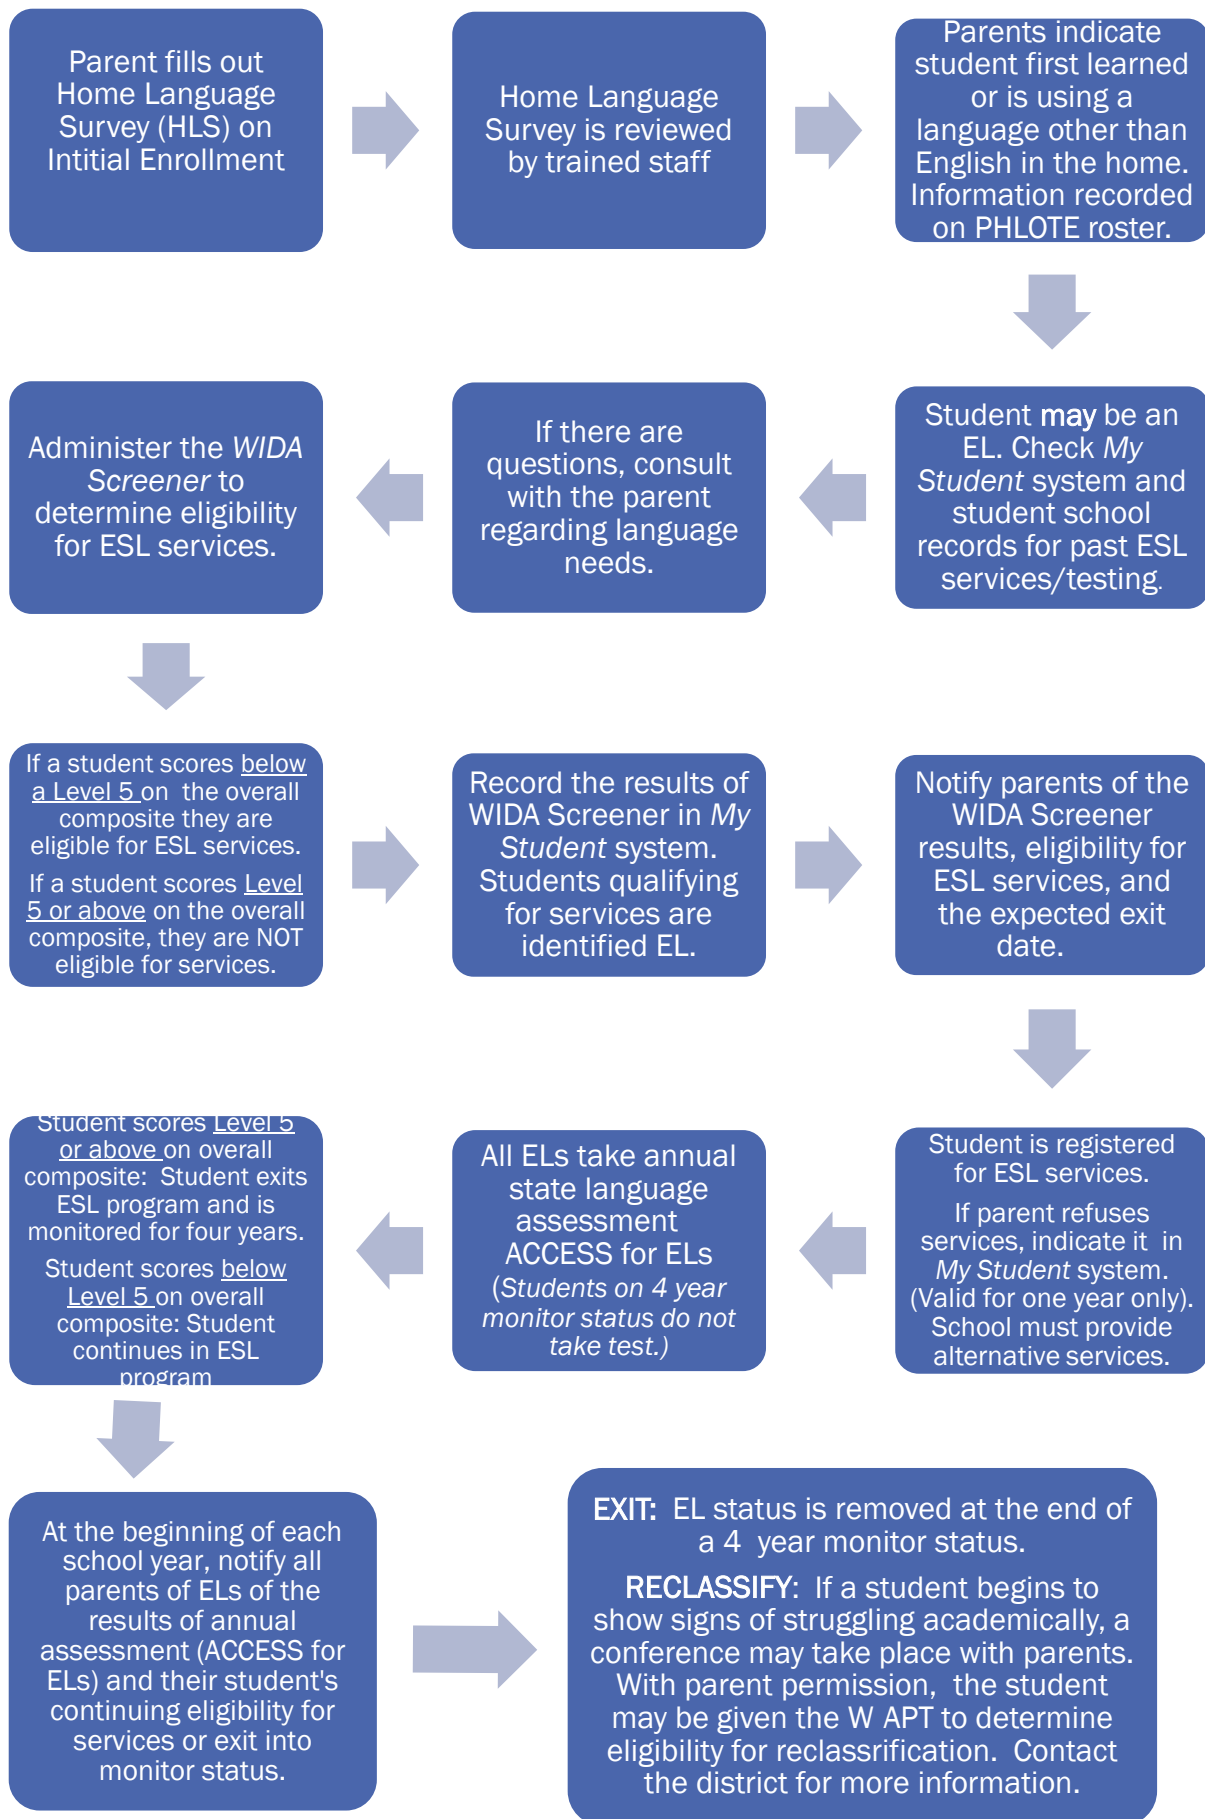 Parent fills out
Home Language
Survey (HLS) on
Intitial Enrollment
Home Language
Survey is reviewed
by trained staff
Parents indicate
student first learned
or is using a
language other than
English in the home.
Information recorded
on PHLOTE roster.
Student may be an
EL. Check My
Student system and
student school
records for past ESL
services/testing.
If there are
questions, consult
with the parent
regarding language
needs.
Administer the WIDA
Screener to
determine eligibility
for ESL services.
If a student scores below
a Level 5 on the overall
composite they are
eligible for ESL services.
If a student scores Level
5 or above on the overall
composite, they are NOT
eligible for services.
Record the results of
WIDA Screener in My
Student system.
Students qualifying
for services are
identified EL.
Notify parents of the
WIDA Screener
results, eligibility for
ESL services, and
the expected exit
date.
Student is registered
for ESL services.
If parent refuses
services, indicate it in
My Student system.
(Valid for one year only).
School must provide
alternative services.
All ELs take annual
state language
assessment
ACCESS for ELs
(Students on 4 year
monitor status do not
take test.)
Student scores Level 5
or above on overall
composite: Student exits
ESL program and is
monitored for four years.
Student scores below
Level 5 on overall
composite: Student
continues in ESL
program
At the beginning of each
school year, notify all
parents of ELs of the
results of annual
assessment (ACCESS for
ELs) and their student's
continuing eligibility for
services or exit into
monitor status.
EXIT: EL status is removed at the end of
a 4 year monitor status.
RECLASSIFY: If a student begins to
show signs of struggling academically, a
conference may take place with parents.
With parent permission, the student
may be given the W APT to determine
eligibility for reclassrification. Contact
the district for more information.